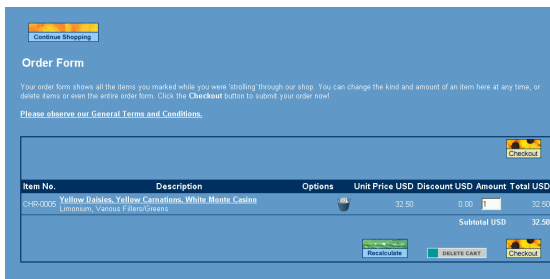 Continue Shopping
Order Form
Your order form shows all the items you marked while you were 'strolling' through our shop. You can change the kind and amount of an item here at any time, or
delete items or even the entire order form. Click the Checkout button to submit your order now!
Please observe our General Terms and Conditions.
Checkout
Item No. Description Options Unit Price USD Discount USD Amount Total USD
CHR-0005 Yellow Daisies, Yellow Carnations, White Monte Casino 32.50 0.00 1 32.50
Limonium, Various Fillers/Greens
Subtotal USD 32.50
Recalculate DELETE CART Checkout